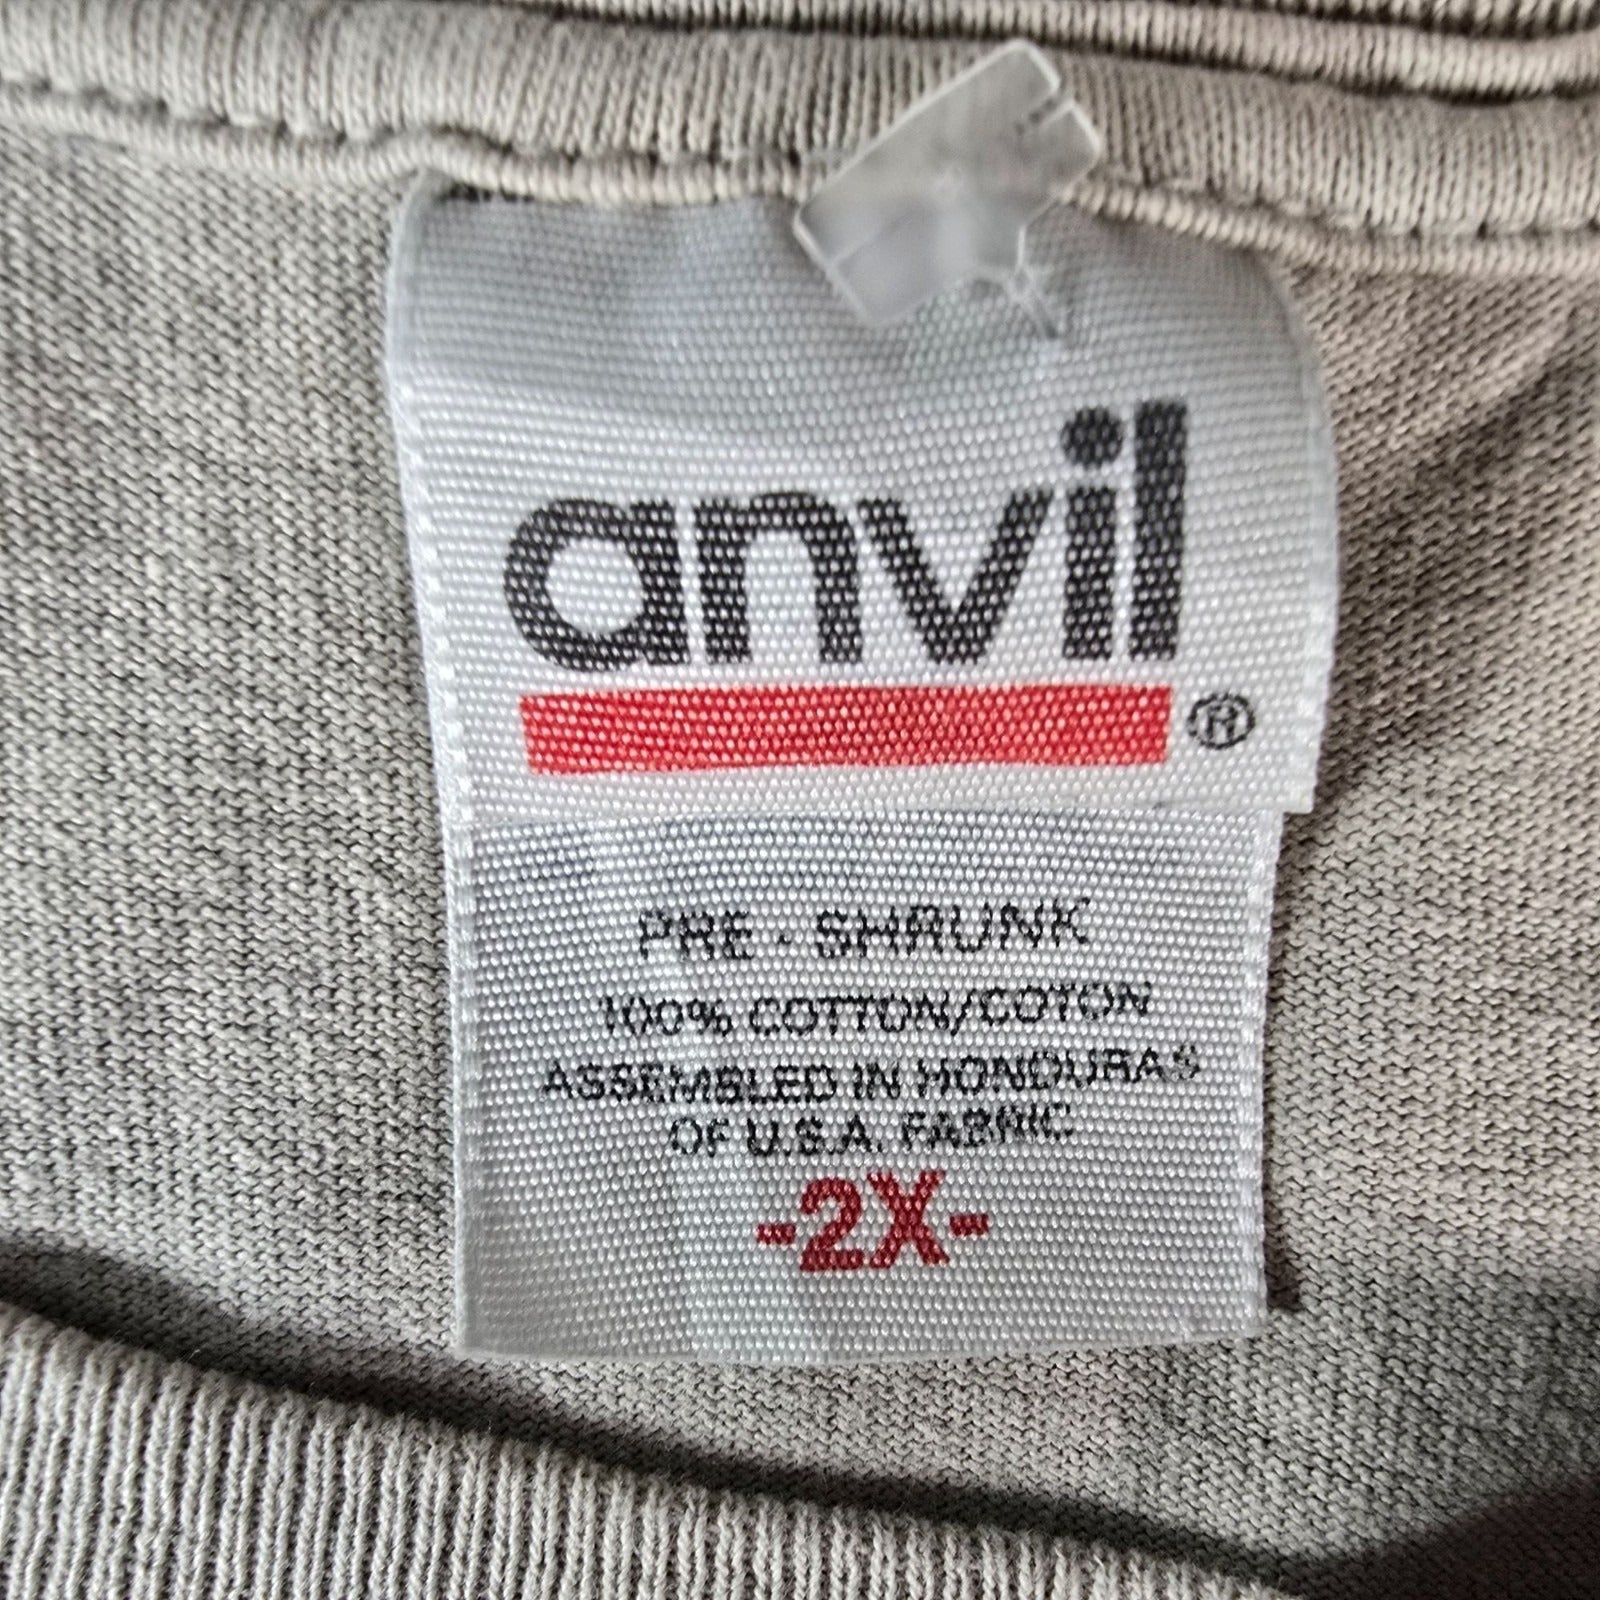 anvil
®
PRE - SHRUNK
100% COTTON/COTON
ASSEMBLED IN HONDURAS
OF U.S.A. FABRIC
-2X-